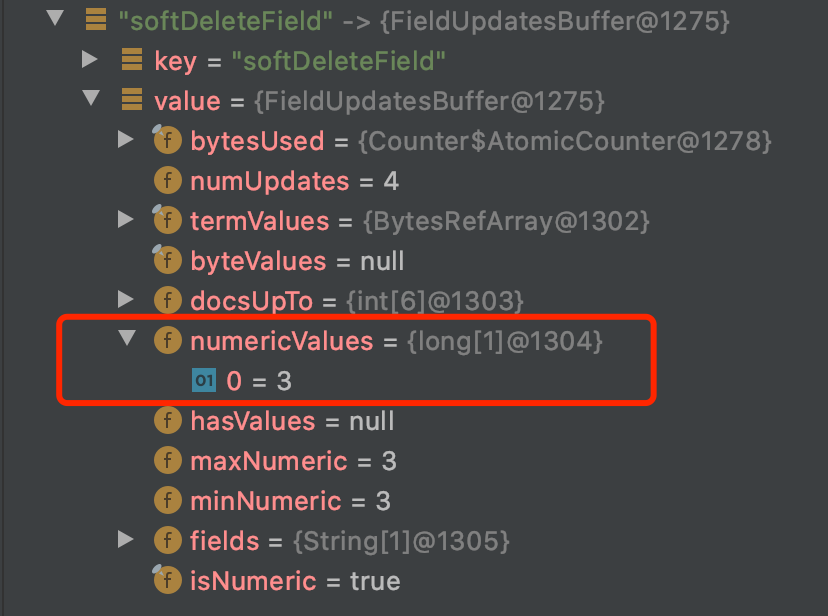 "softDeleteField" -> {FieldUpdatesBuffer@1275}
key = "softDeleteField"
value = {FieldUpdatesBuffer@1275}
f bytesUsed = {Counter$AtomicCounter@1278}
f numUpdates = 4
f termValues = {BytesRefArray@1302}
f byteValues = null
f docsUpTo = {int[6]@1303}
f numericValues = {long[1]@1304}
01 0 = 3
f hasValues = null
f maxNumeric = 3
f minNumeric = 3
f fields = {String[1]@1305}
f isNumeric = true